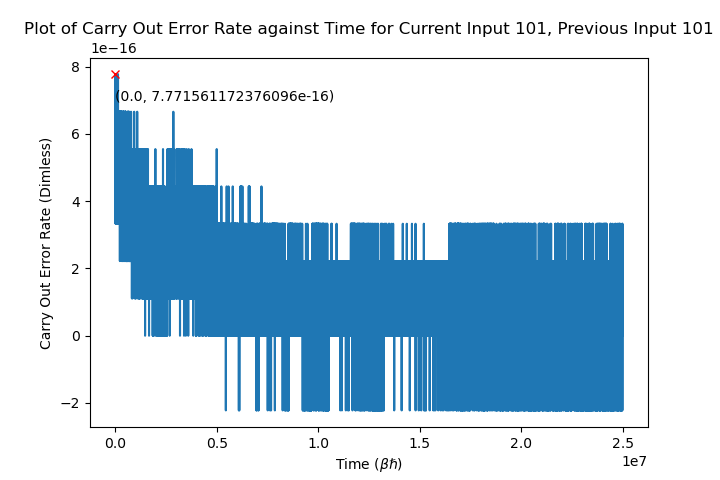 Plot of Carry Out Error Rate against Time for Current Input 101, Previous Input 101
1e−16
(0.0, 7.771561172376096e-16)
8
6
4
2
0
−2
Carry Out Error Rate (Dimless)
0.0 0.5 1.0 1.5 2.0 2.5
1e7
Time (βħ)